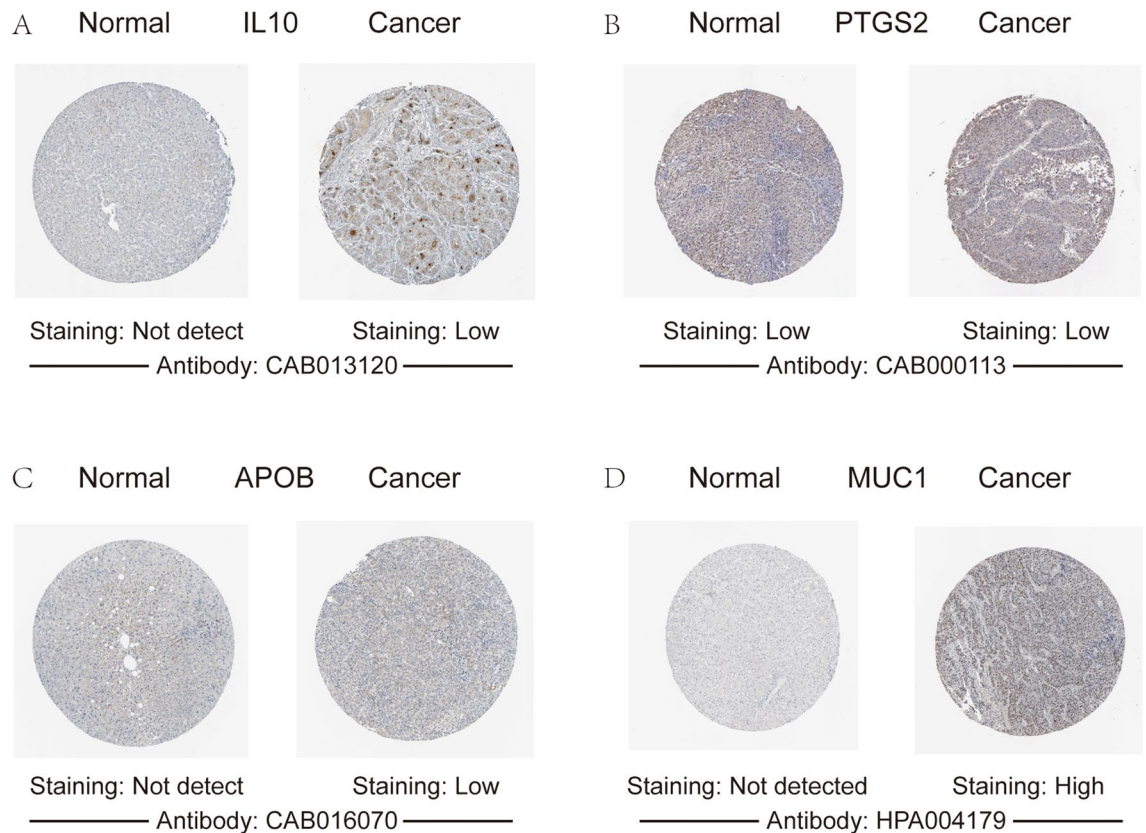 A Normal IL10 Cancer
B Normal PTGS2 Cancer
Staining: Not detect Staining: Low
Antibody: CAB013120
Staining: Low Staining: Low
Antibody: CAB000113
C Normal APOB Cancer
D Normal MUC1 Cancer
Staining: Not detect Staining: Low
Antibody: CAB016070
Staining: Not detected Staining: High
Antibody: HPA004179